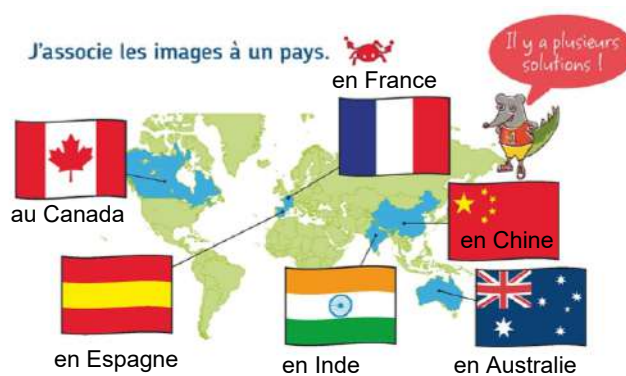 J'associe les images à un pays.
Il y a plusieurs
solutions !
en France
au Canada
en Chine
en Espagne
en Inde
en Australie